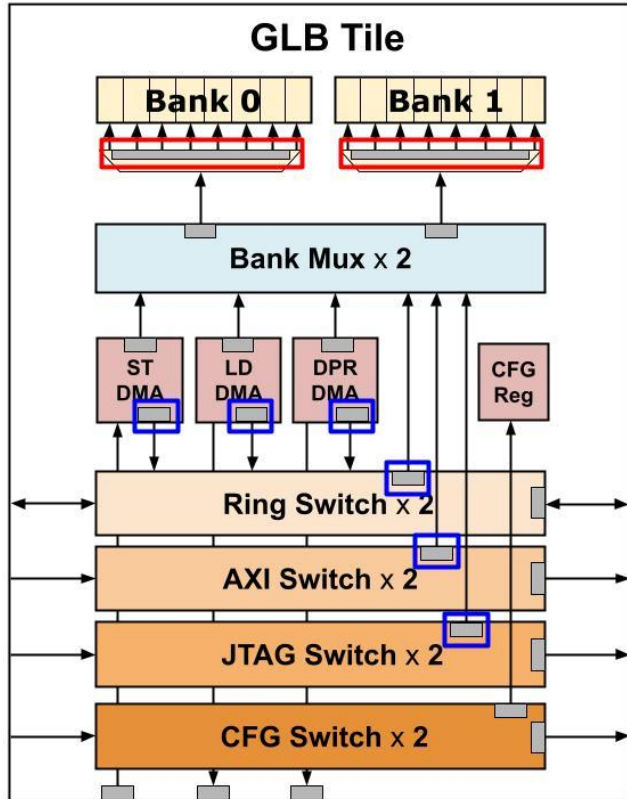 GLB Tile
Bank 0
Bank 1
Bank Mux x 2
ST
DMA
LD
DMA
DPR
DMA
CFG
Reg
Ring Switch x 2
AXI Switch x 2
JTAG Switch x 2
CFG Switch x 2